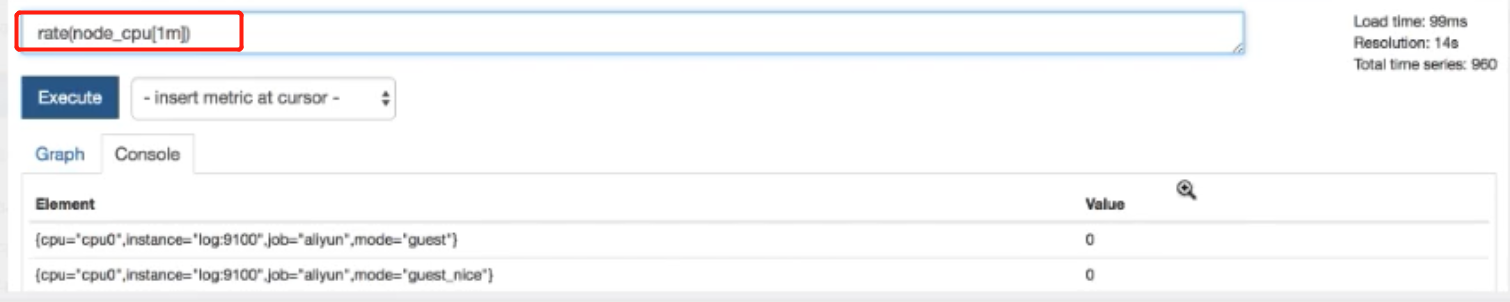 rate(node_cpu[1m])
Load time: 99ms
Resolution: 14s
Total time series: 960
Execute
- insert metric at cursor -
Graph
Console
Element
Value
{cpu="cpu0",instance="log:9100",job="aliyun",mode="guest"}
0
{cpu="cpu0",instance="log:9100",job="aliyun",mode="guest_nice"}
0